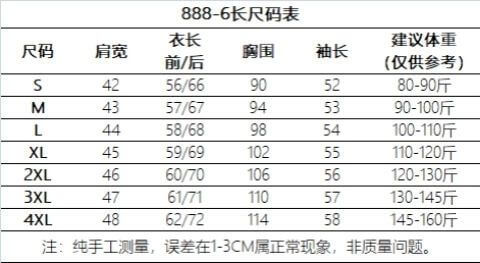 888-6长尺码表
尺码 肩宽 衣长 前/后 胸围 袖长 建议体重 (仅供参考)
S 42 56/66 90 52 80-90斤
M 43 57/67 94 53 90-100斤
L 44 58/68 98 54 100-110斤
XL 45 59/69 102 55 110-120斤
2XL 46 60/70 106 56 120-130斤
3XL 47 61/71 110 57 130-145斤
4XL 48 62/72 114 58 145-160斤
注：纯手工测量，误差在1-3CM属正常现象，非质量问题。